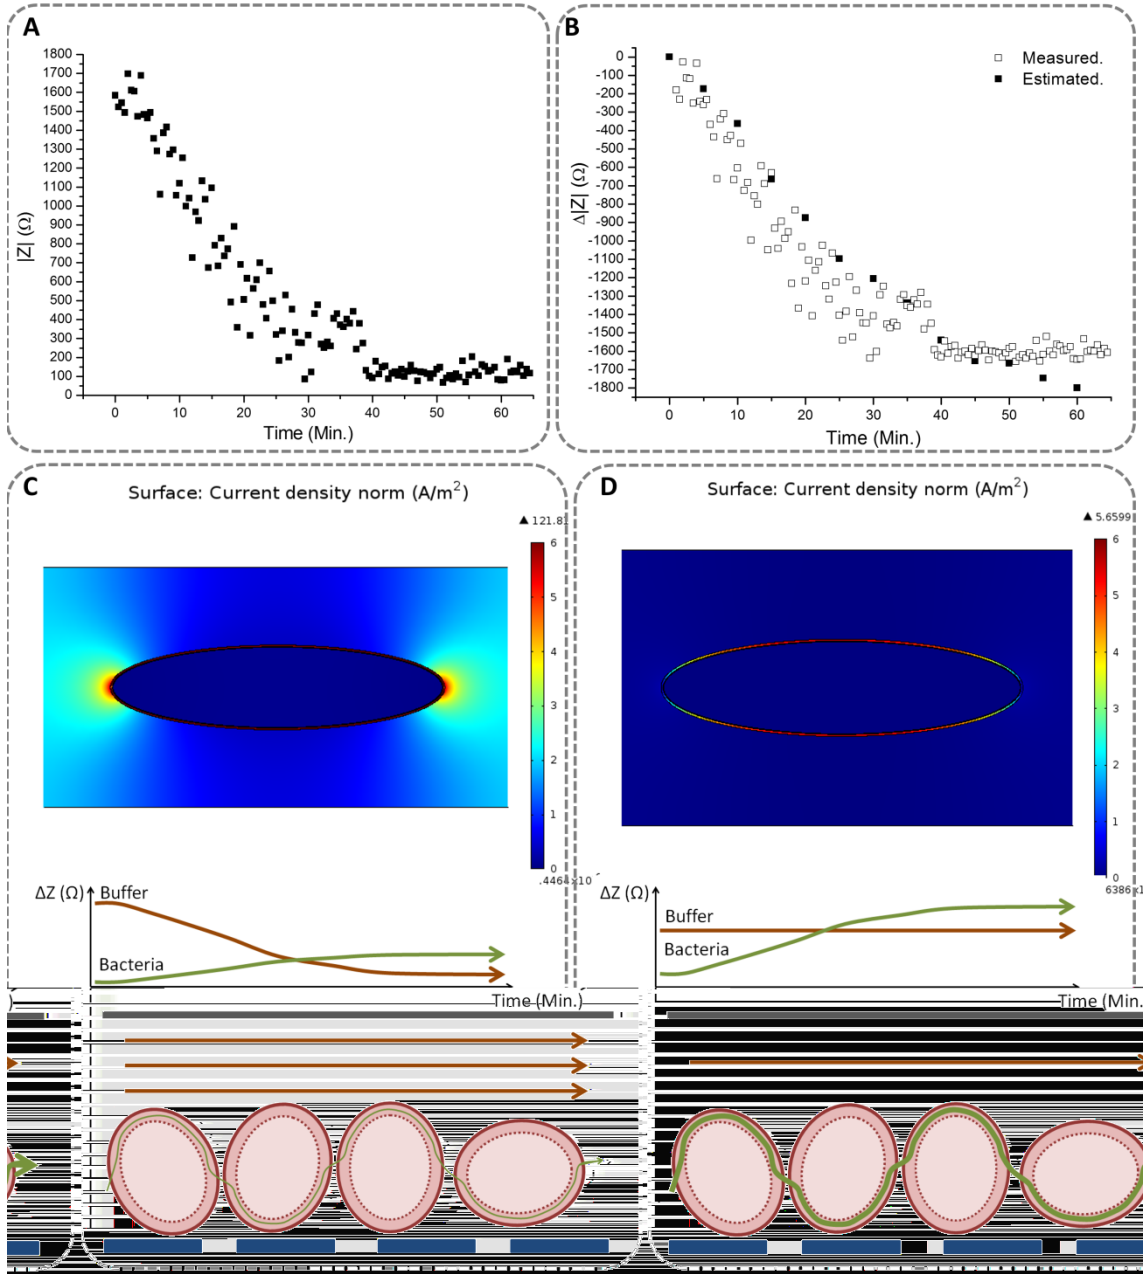 A
1800
1700
1600
1500
1400
1300
1200
1100
1000
900
800
700
600
500
400
300
200
100
0
|Z| (Ω)
0 10 20 30 40 50 60
Time (Min.)
B
0
-100
-200
-300
-400
-500
-600
-700
-800
-900
-1000
-1100
-1200
-1300
-1400
-1500
-1600
-1700
-1800
Δ|Z| (Ω)
Measured.
Estimated.
0 10 20 30 40 50 60
Time (Min.)
C
Surface: Current density norm (A/m²)
▲ 121.81
6
5
4
3
2
1
0
ΔZ (Ω)
Buffer
Bacteria
Time (Min.)
D
Surface: Current density norm (A/m²)
▲ 5.6599
6
5
4
3
2
1
0
ΔZ (Ω)
Buffer
Bacteria
Time (Min.